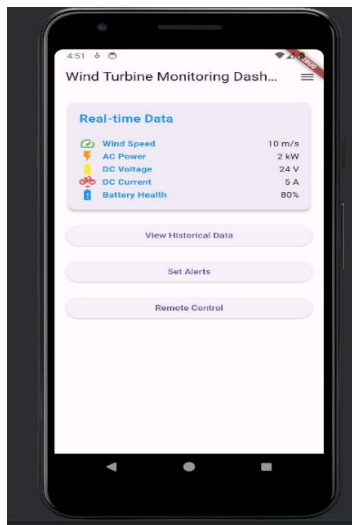 4:51
DEBUG
Wind Turbine Monitoring Dash...
Real-time Data
Wind Speed 10 m/s
AC Power 2 kW
DC Voltage 24 V
DC Current 5 A
Battery Health 80%
View Historical Data
Set Alerts
Remote Control